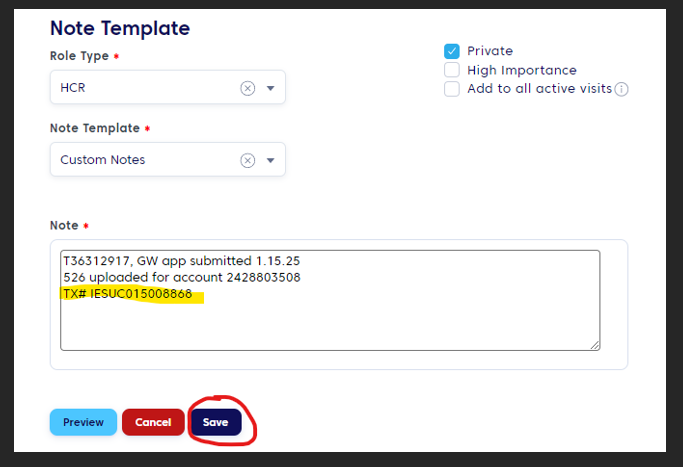 Note Template
Role Type *
Private
HCR
High Importance
Add to all active visits
Note Template *
Custom Notes
Note *
T36312917, GW app submitted 1.15.25
526 uploaded for account 2428803508
TX# IESUC015008868
Preview Cancel Save